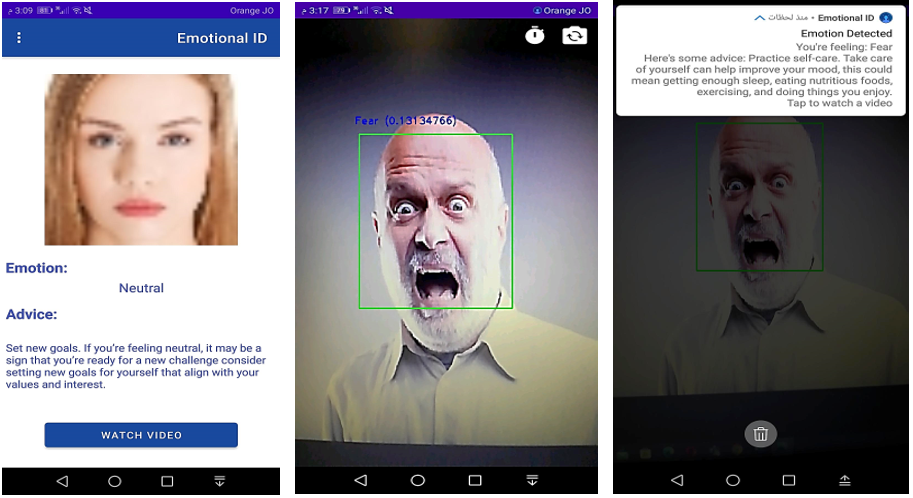 م 3:09
81
Orange JO
Emotional ID
Emotion:
Neutral
Advice:
Set new goals. If you're feeling neutral, it may be a
sign that you're ready for a new challenge consider
setting new goals for yourself that align with your
values and interest.
WATCH VIDEO
م 3:17
79
Orange JO
Fear (0.13134766)
Emotional ID • منذ لحظات
Emotion Detected
You're feeling: Fear
Here's some advice: Practice self-care. Take care
of yourself can help improve your mood, this could
mean getting enough sleep, eating nutritious foods,
exercising, and doing things you enjoy.
Tap to watch a video